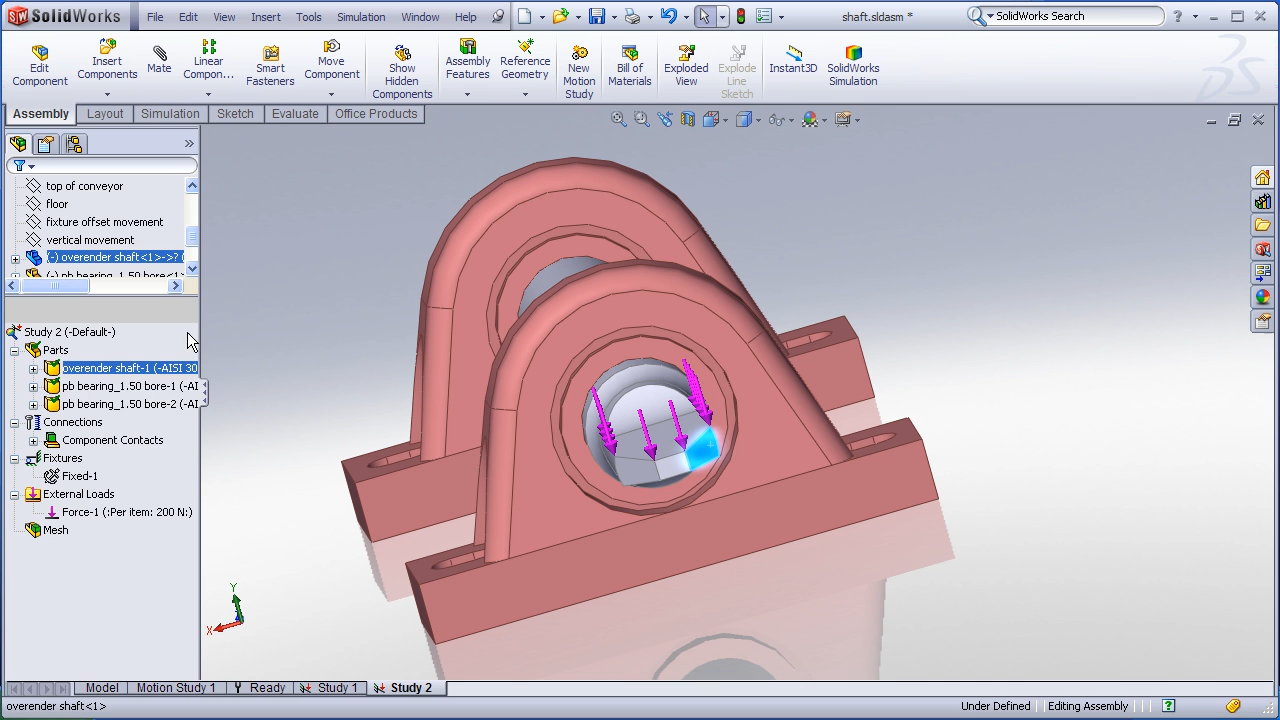 SolidWorks File Edit View Insert Tools Simulation Window Help shaft.sldasm * SolidWorks Search ?
Edit Component
Insert Components
Mate
Linear Compon...
Smart Fasteners
Move Component
Show Hidden Components
Assembly Features
Reference Geometry
New Motion Study
Bill of Materials
Exploded View
Explode Line Sketch
Instant3D
SolidWorks Simulation
Assembly Layout Simulation Sketch Evaluate Office Products
top of conveyor
floor
fixture offset movement
vertical movement
(-) overender shaft<1>->? (
(-) pb bearing_1.50 bore<1>
Study 2 (-Default-)
Parts
overender shaft-1 (-AISI 30
pb bearing_1.50 bore-1 (-AI
pb bearing_1.50 bore-2 (-AI
Connections
Component Contacts
Fixtures
Fixed-1
External Loads
Force-1 (:Per item: 200 N:)
Mesh
Y
X
Model Motion Study 1 Ready Study 1 Study 2
overender shaft<1> Under Defined Editing Assembly ?